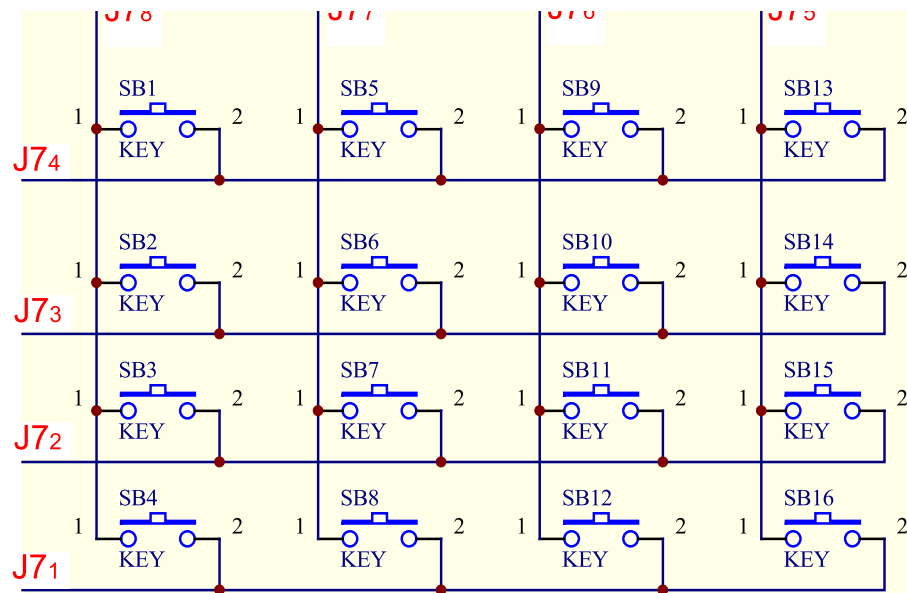 J78 J77 J76 J75
SB1 SB5 SB9 SB13
1 2 1 2 1 2 1 2
KEY KEY KEY KEY
J74
SB2 SB6 SB10 SB14
1 2 1 2 1 2 1 2
KEY KEY KEY KEY
J73
SB3 SB7 SB11 SB15
1 2 1 2 1 2 1 2
KEY KEY KEY KEY
J72
SB4 SB8 SB12 SB16
1 2 1 2 1 2 1 2
KEY KEY KEY KEY
J71